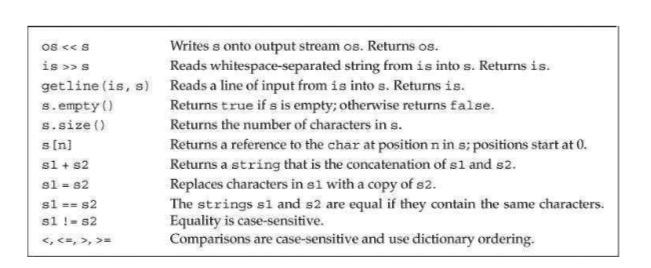 os << s Writes s onto output stream os. Returns os.
is >> s Reads whitespace-separated string from is into s. Returns is.
getline(is, s) Reads a line of input from is into s. Returns is.
s.empty() Returns true if s is empty; otherwise returns false.
s.size() Returns the number of characters in s.
s[n] Returns a reference to the char at position n in s; positions start at 0.
s1 + s2 Returns a string that is the concatenation of s1 and s2.
s1 = s2 Replaces characters in s1 with a copy of s2.
s1 == s2 The strings s1 and s2 are equal if they contain the same characters.
s1 != s2 Equality is case-sensitive.
<, <=, >, >= Comparisons are case-sensitive and use dictionary ordering.